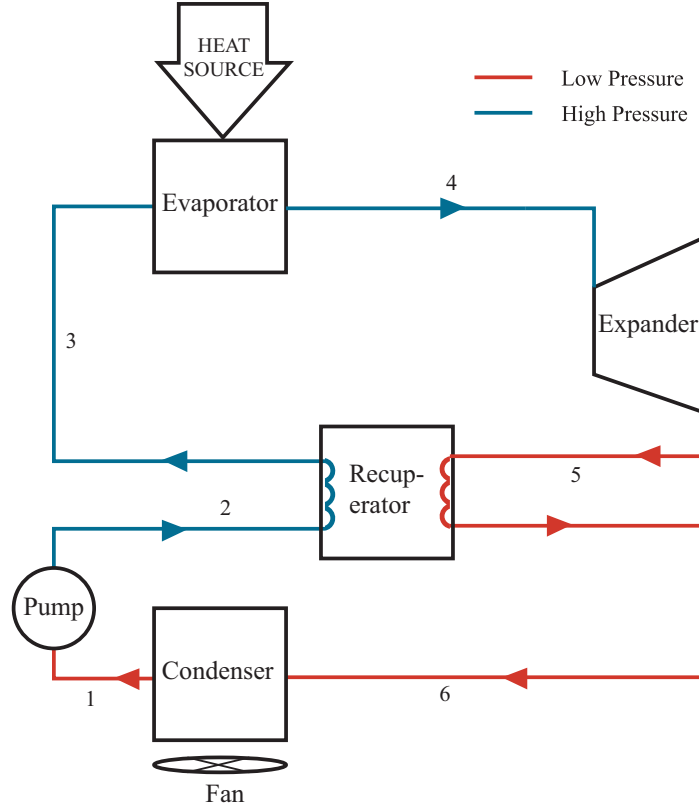 HEAT
SOURCE
Low Pressure
High Pressure
Evaporator
4
Expander
3
Recup-
erator
5
2
Pump
Condenser
1
6
Fan